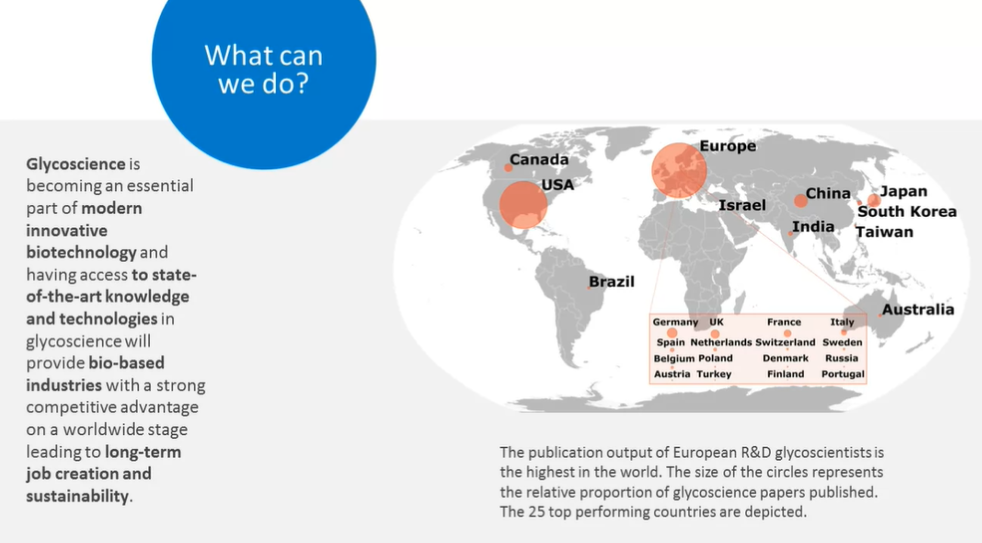 What can
we do?
Glycoscience is
becoming an essential
part of modern
innovative
biotechnology and
having access to state-
of-the-art knowledge
and technologies in
glycoscience will
provide bio-based
industries with a strong
competitive advantage
on a worldwide stage
leading to long-term
job creation and
sustainability.
Canada
USA
Europe
Israel
China
Japan
South Korea
India
Taiwan
Brazil
Australia
Germany UK France Italy
Spain Netherlands Switzerland Sweden
Belgium Poland Denmark Russia
Austria Turkey Finland Portugal
The publication output of European R&D glycoscientists is
the highest in the world. The size of the circles represents
the relative proportion of glycoscience papers published.
The 25 top performing countries are depicted.